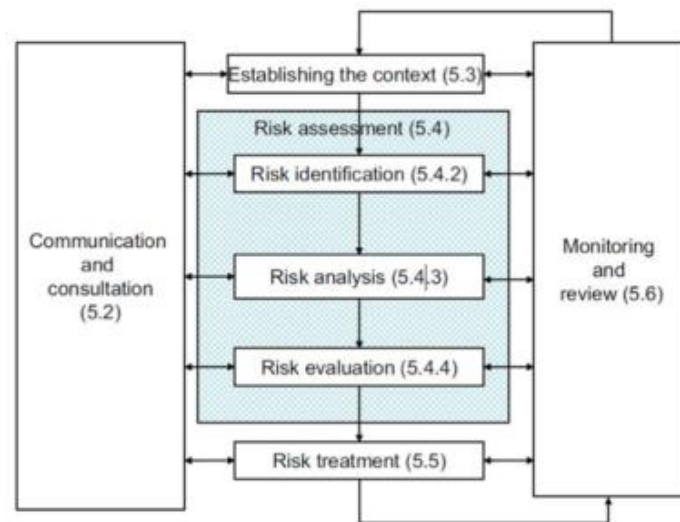 Establishing the context (5.3)
Risk assessment (5.4)
Risk identification (5.4.2)
Risk analysis (5.4.3)
Risk evaluation (5.4.4)
Risk treatment (5.5)
Communication
and
consultation
(5.2)
Monitoring
and
review (5.6)